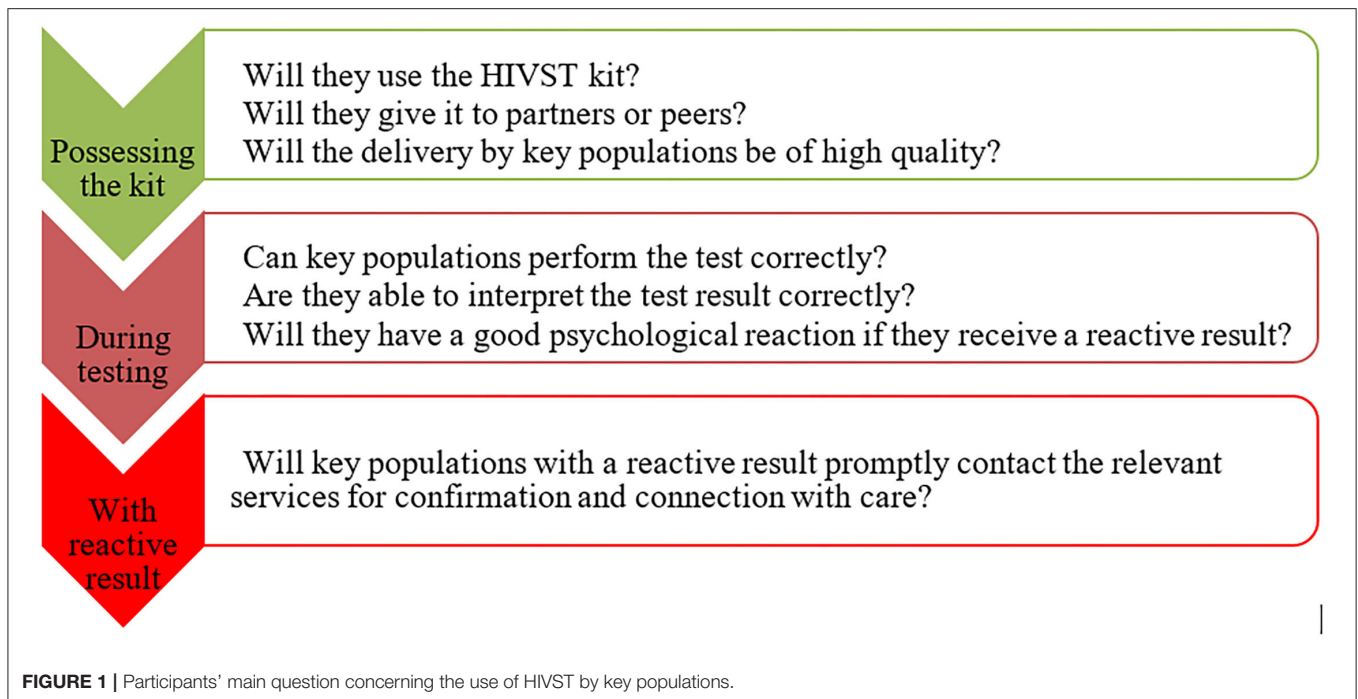 Possessing
the kit
Will they use the HIVST kit?
Will they give it to partners or peers?
Will the delivery by key populations be of high quality?
During
testing
Can key populations perform the test correctly?
Are they able to interpret the test result correctly?
Will they have a good psychological reaction if they receive a reactive result?
With
reactive
result
Will key populations with a reactive result promptly contact the relevant
services for confirmation and connection with care?
FIGURE 1 | Participants’ main question concerning the use of HIVST by key populations.